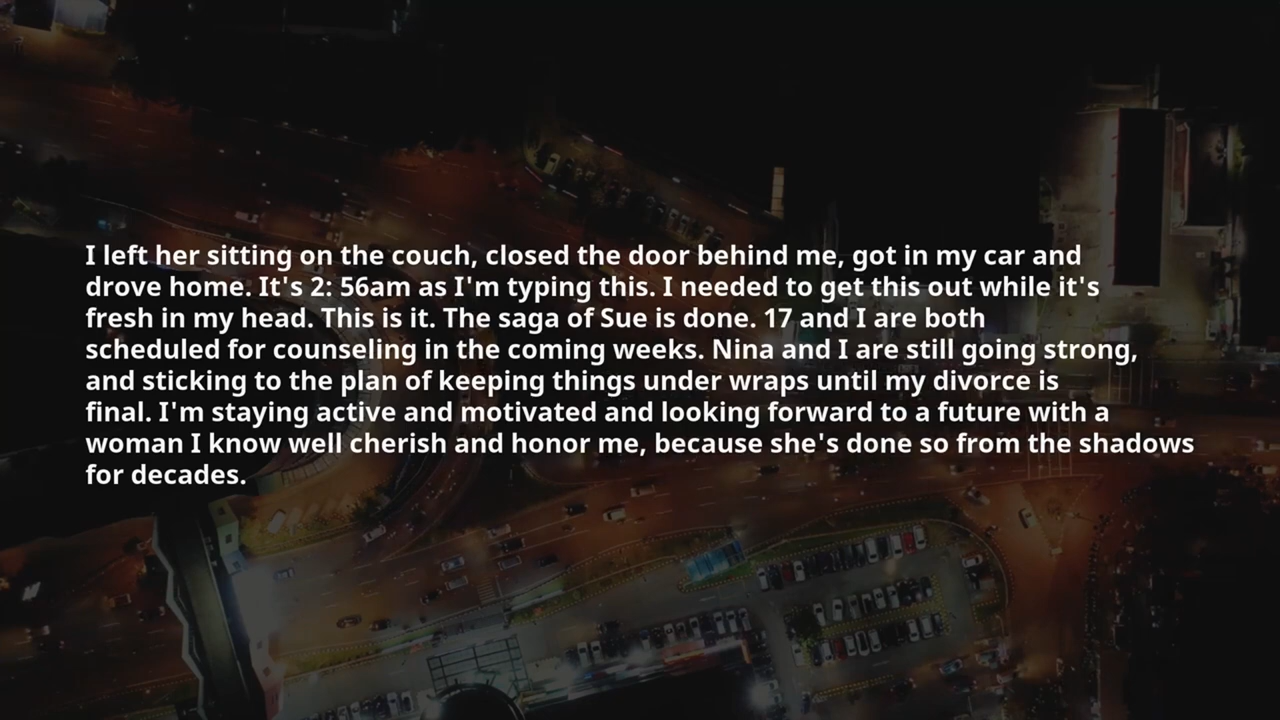 I left her sitting on the couch, closed the door behind me, got in my car and
drove home. It's 2: 56am as I'm typing this. I needed to get this out while it's
fresh in my head. This is it. The saga of Sue is done. 17 and I are both
scheduled for counseling in the coming weeks. Nina and I are still going strong,
and sticking to the plan of keeping things under wraps until my divorce is
final. I'm staying active and motivated and looking forward to a future with a
woman I know well cherish and honor me, because she's done so from the shadows
for decades.